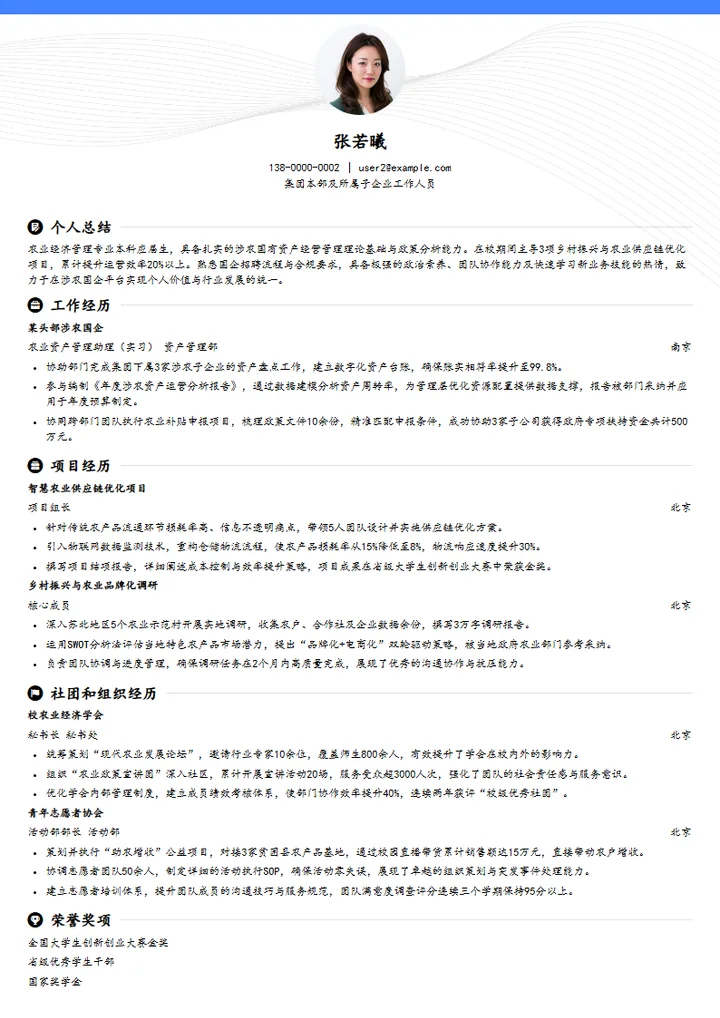 张若曦
138-0000-0002 | user2@example.com
集团本部及所属子企业工作人员
个人总结
农业经济管理专业本科应届生，具备扎实的涉农国有资产经营管理理论基础与政策分析能力。在校期间主导3项乡村振兴与农业供应链优化
项目，累计提升运营效率20%以上。熟悉国企招聘流程与合规要求，具备极强的政治素养、团队协作能力及快速学习新业务技能的热情，致
力于在涉农国企平台实现个人价值与行业发展的统一。
工作经历
某头部涉农国企
农业资产管理助理（实习） 资产管理部 南京
• 协助部门完成集团下属3家涉农子企业的资产盘点工作，建立数字化资产台账，确保账实相符率提升至99.8%。
• 参与编制《年度涉农资产运营分析报告》，通过数据建模分析资产周转率，为管理层优化资源配置提供数据支撑，报告被部门采纳并应
用于年度预算制定。
• 协同跨部门团队执行农业补贴申报项目，梳理政策文件10余份，精准匹配申报条件，成功协助3家子公司获得政府专项扶持资金共计500
万元。
项目经历
智慧农业供应链优化项目
项目组长 北京
• 针对传统农产品流通环节损耗率高、信息不透明痛点，带领5人团队设计并实施供应链优化方案。
• 引入物联网数据监测技术，重构仓储物流流程，使农产品损耗率从15%降低至8%，物流响应速度提升30%。
• 撰写项目结项报告，详细阐述成本控制与效率提升策略，项目成果在省级大学生创新创业大赛中荣获金奖。
乡村振兴与农业品牌化调研
核心成员 北京
• 深入苏北地区5个农业示范村开展实地调研，收集农户、合作社及企业数据余份，撰写3万字调研报告。
• 运用SWOT分析法评估当地特色农产品市场潜力，提出“品牌化+电商化”双轮驱动策略，被当地政府农业部门参考采纳。
• 负责团队协调与进度管理，确保调研任务在2个月内高质量完成，展现了优秀的沟通协作与抗压能力。
社团和组织经历
校农业经济学会
秘书长 秘书处 北京
• 统筹策划“现代农业发展论坛”，邀请行业专家10余位，覆盖师生800余人，有效提升了学会在校内外的影响力。
• 组织“农业政策宣讲团”深入社区，累计开展宣讲活动20场，服务受众超3000人次，强化了团队的社会责任感与服务意识。
• 优化学会内部管理制度，建立成员绩效考核体系，使部门协作效率提升40%，连续两年获评“校级优秀社团”。
青年志愿者协会
活动部部长 活动部 北京
• 策划并执行“助农增收”公益项目，对接3家贫困县农产品基地，通过校园直播带货累计销售额达15万元，直接带动农户增收。
• 协调志愿者团队50余人，制定详细的活动执行SOP，确保活动零失误，展现了卓越的组织策划与突发事件处理能力。
• 建立志愿者培训体系，提升团队成员的沟通技巧与服务规范，团队满意度调查评分连续三个学期保持95分以上。
荣誉奖项
全国大学生创新创业大赛金奖
省级优秀学生干部
国家奖学金